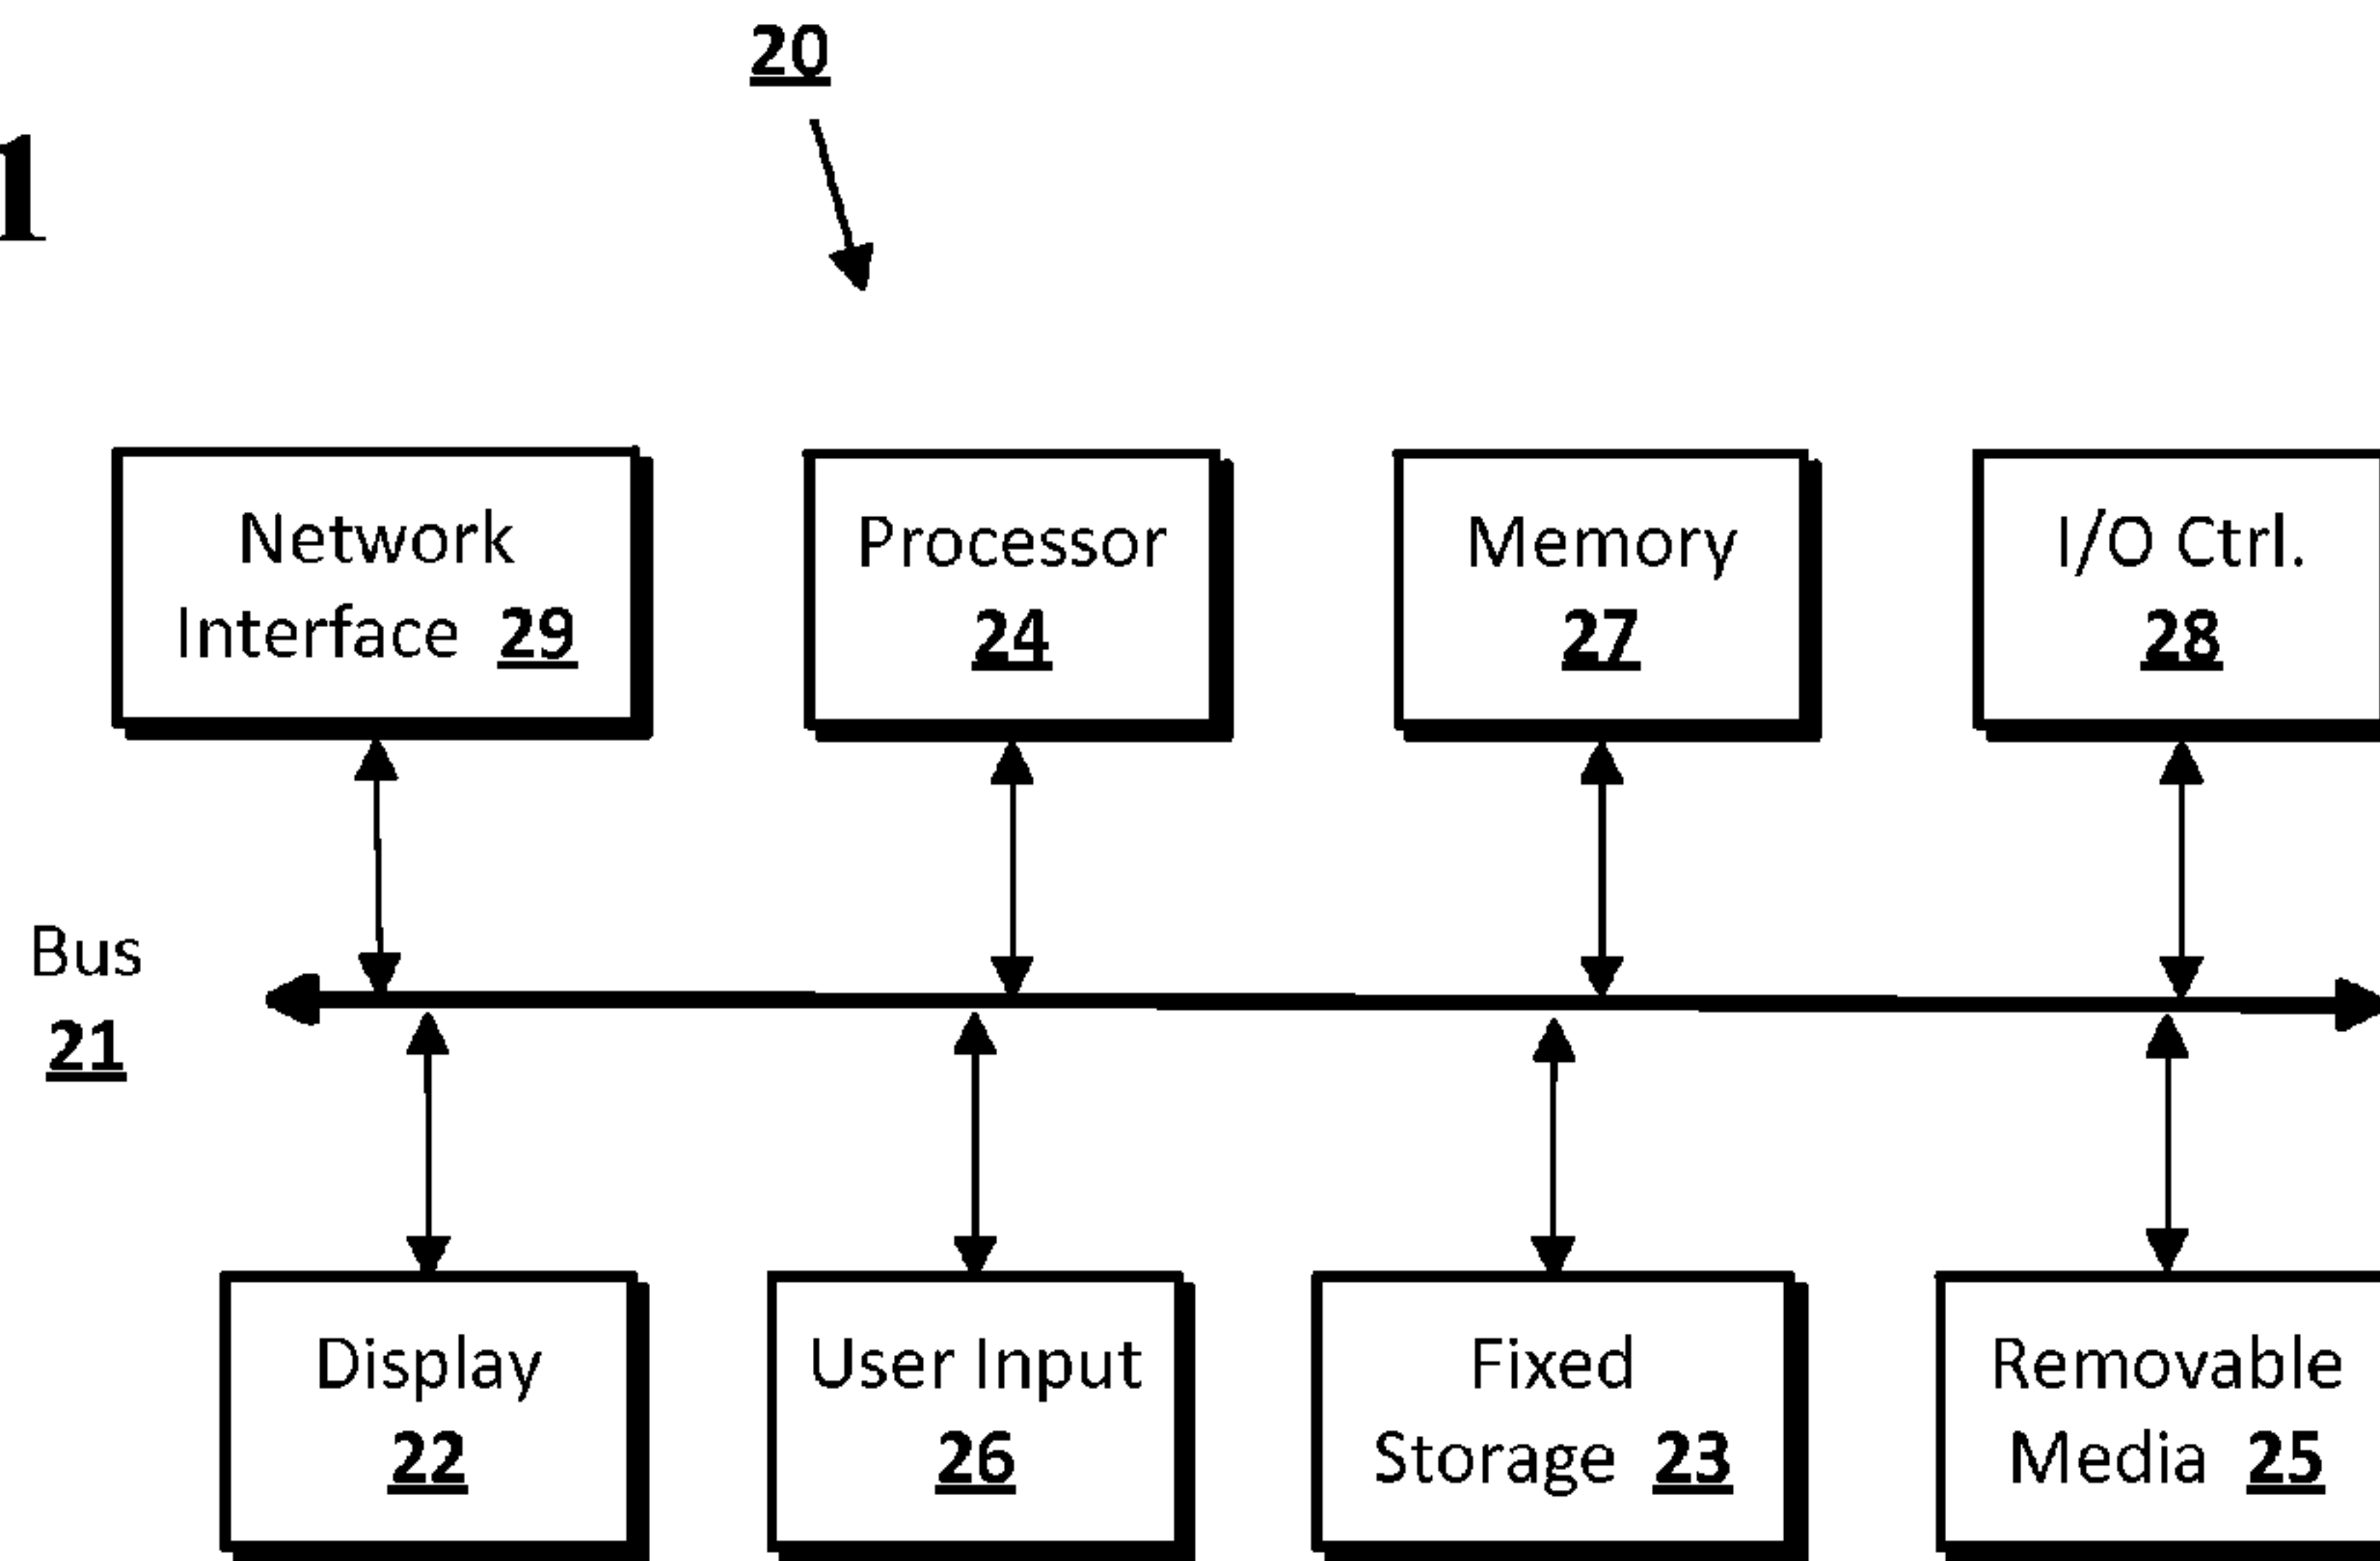 20
1
Network
Interface 29
Processor
24
Memory
27
I/O Ctrl.
28
Bus
21
Display
22
User Input
26
Fixed
Storage 23
Removable
Media 25